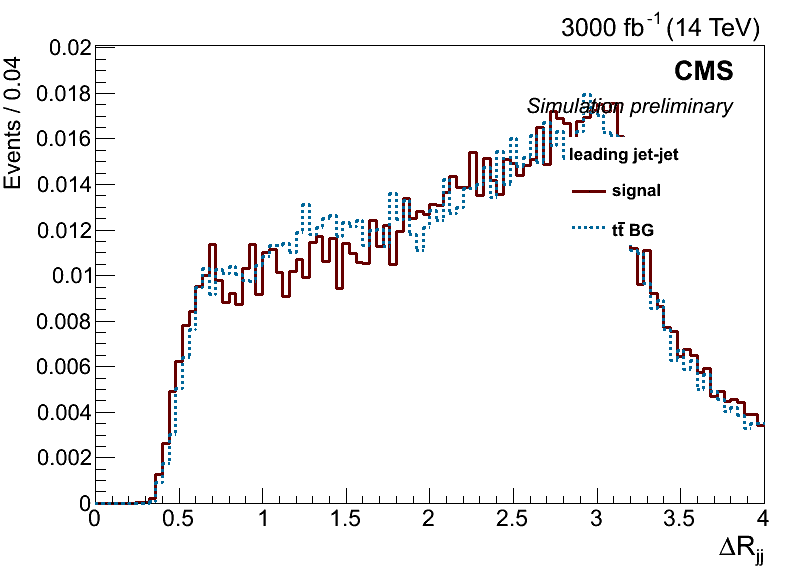 3000 fb⁻¹ (14 TeV)
CMS
Simulation preliminary
leading jet-jet
signal
tt̄ BG
Events / 0.04
0.02
0.018
0.016
0.014
0.012
0.01
0.008
0.006
0.004
0.002
0
0 0.5 1 1.5 2 2.5 3 3.5 4
ΔRjj